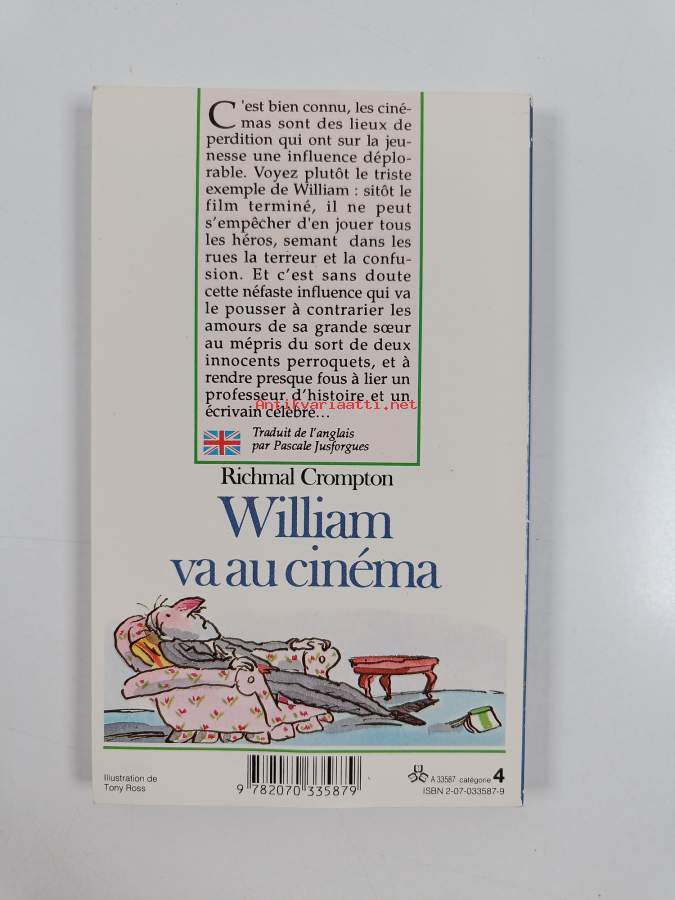 C'est bien connu, les ciné-
mas sont des lieux de
perdition qui ont sur la jeu-
nesse une influence déplo-
rable. Voyez plutôt le triste
exemple de William : sitôt le
film terminé, il ne peut
s'empêcher d'en jouer tous
les héros, semant dans les
rues la terreur et la confu-
sion. Et c'est sans doute
cette néfaste influence qui va
le pousser à contrarier les
amours de sa grande sœur
au mépris du sort de deux
innocents perroquets, et à
rendre presque fous à lier un
professeur d'histoire et un
Antikvariaatti.net
écrivain célèbre...
Traduit de l'anglais
par Pascale Jusforgues
Richmal Crompton
William
va au cinéma
Illustration de
Tony Ross
9 782070 335879
A 33587 catégorie 4
ISBN 2-07-033587-9